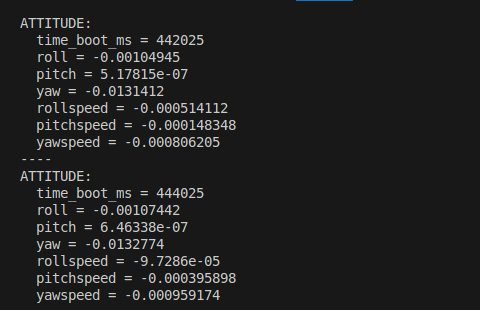 ATTITUDE:
  time_boot_ms = 442025
  roll = -0.00104945
  pitch = 5.17815e-07
  yaw = -0.0131412
  rollspeed = -0.000514112
  pitchspeed = -0.000148348
  yawspeed = -0.000806205
----
ATTITUDE:
  time_boot_ms = 444025
  roll = -0.00107442
  pitch = 6.46338e-07
  yaw = -0.0132774
  rollspeed = -9.7286e-05
  pitchspeed = -0.000395898
  yawspeed = -0.000959174